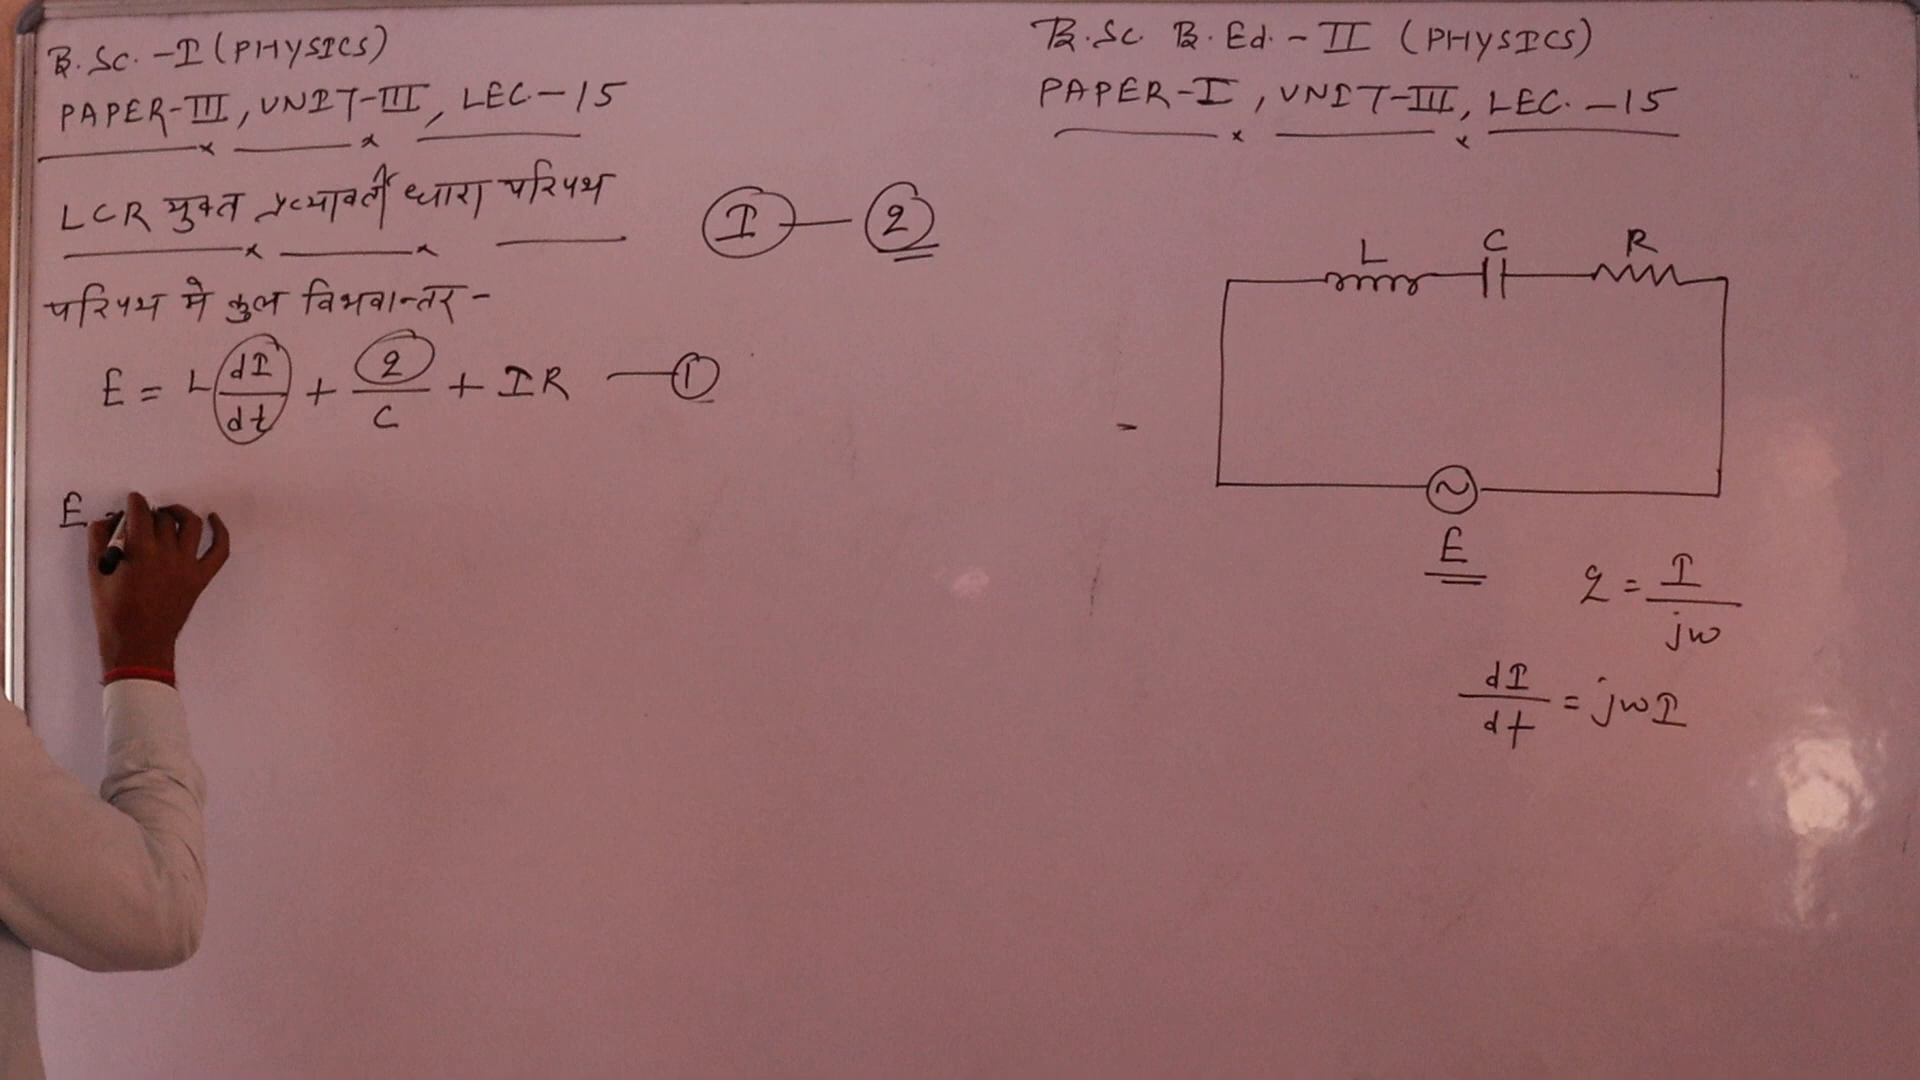 B.Sc.-I (PHYSICS)
PAPER-III, UNIT-III, LEC.-15
LCR युक्त प्रत्यावर्ती धारा परिपथ
I — q
परिपथ मे कुल विभवान्तर -
E = L dI/dt + q/C + IR — ①
E =
B.Sc. B.Ed.-II (PHYSICS)
PAPER-I, UNIT-III, LEC.-15
L C R
E
q = I/jω
dI/dt = jωI